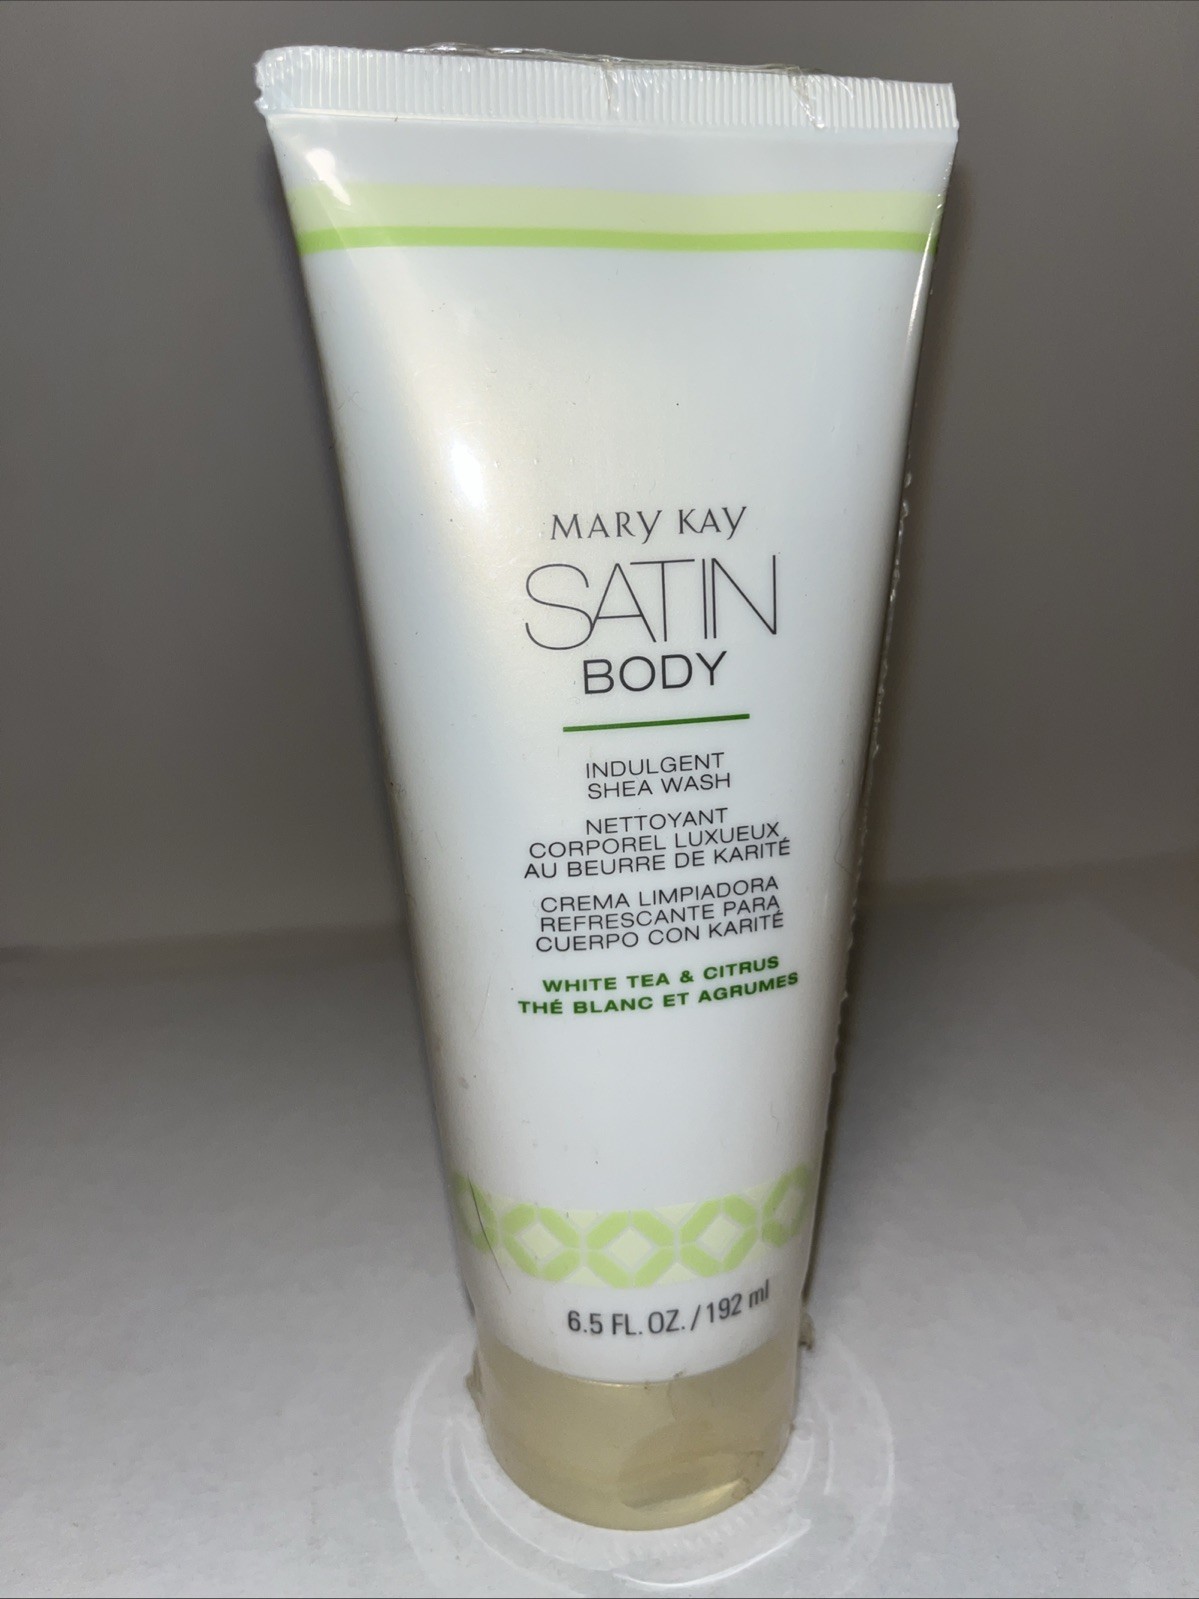 MARY KAY
SATIN
BODY
INDULGENT
SHEA WASH
NETTOYANT
CORPOREL LUXUEUX
AU BEURRE DE KARITÉ
CREMA LIMPIADORA
REFRESCANTE PARA
CUERPO CON KARITÉ
WHITE TEA & CITRUS
THÉ BLANC ET AGRUMES
6.5 FL. OZ. / 192 ml